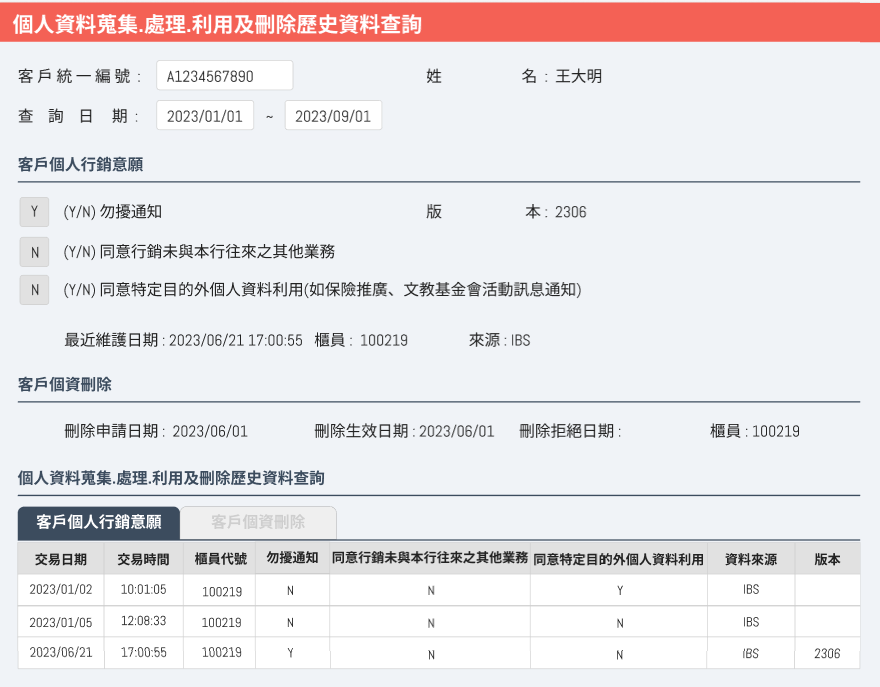 個人資料蒐集.處理.利用及刪除歷史資料查詢
客戶統一編號: A1234567890 姓 名: 王大明
查詢日期: 2023/01/01 ~ 2023/09/01
客戶個人行銷意願
Y (Y/N) 勿擾通知 版 本: 2306
N (Y/N) 同意行銷未與本行往來之其他業務
N (Y/N) 同意特定目的外個人資料利用(如保險推廣、文教基金會活動訊息通知)
最近維護日期: 2023/06/21 17:00:55 櫃員: 100219 來源: IBS
客戶個資刪除
刪除申請日期: 2023/06/01 刪除生效日期: 2023/06/01 刪除拒絕日期: 櫃員: 100219
個人資料蒐集.處理.利用及刪除歷史資料查詢
客戶個人行銷意願 客戶個資刪除
交易日期 交易時間 櫃員代號 勿擾通知 同意行銷未與本行往來之其他業務 同意特定目的外個人資料利用 資料來源 版本
2023/01/02 10:01:05 100219 N N Y IBS
2023/01/05 12:08:33 100219 N N N IBS
2023/06/21 17:00:55 100219 Y N N IBS 2306